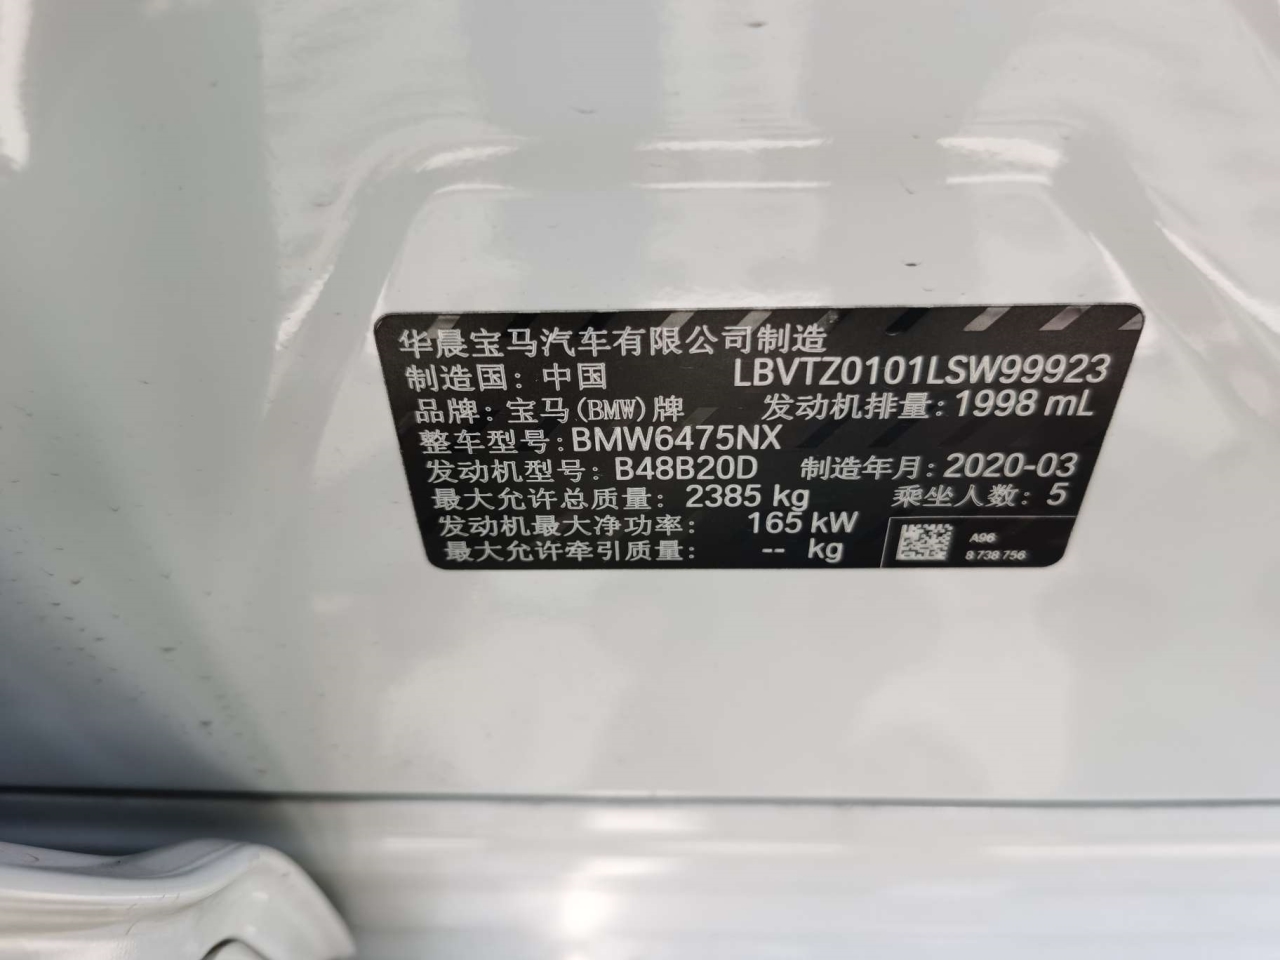 华晨宝马汽车有限公司制造
制造国: 中国 LBVTZ0101LSW99923
品牌: 宝马(BMW)牌 发动机排量: 1998 mL
整车型号: BMW6475NX
发动机型号: B48B20D 制造年月: 2020-03
最大允许总质量: 2385 kg 乘坐人数: 5
发动机最大净功率: 165 kW
最大允许牵引质量: -- kg
A96
8 738 756